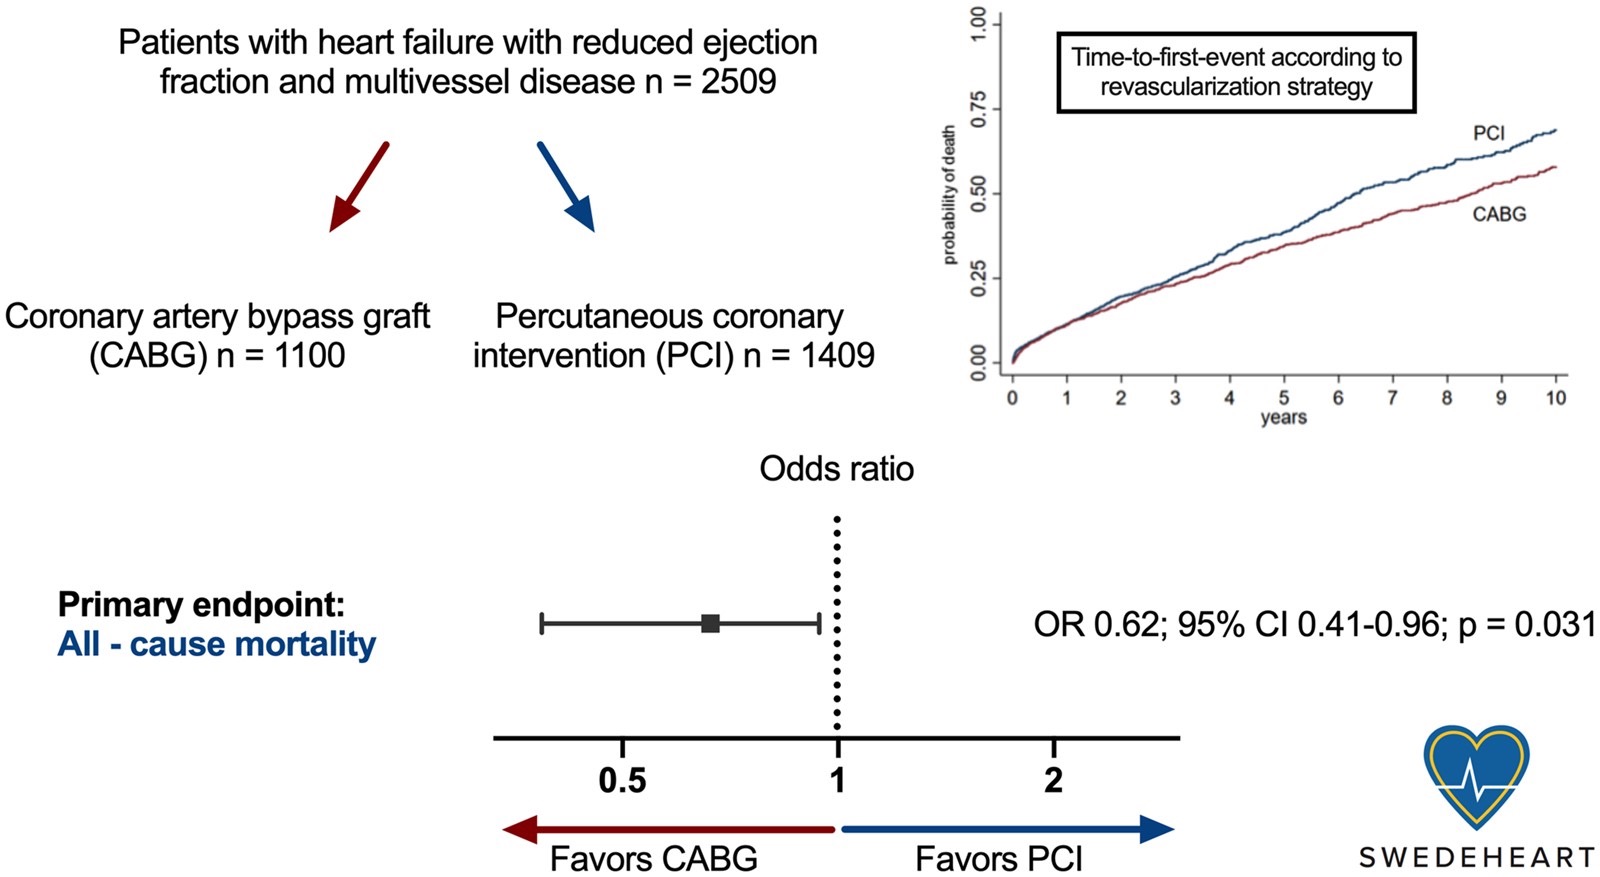 Patients with heart failure with reduced ejection
fraction and multivessel disease n = 2509
Coronary artery bypass graft
(CABG) n = 1100
Percutaneous coronary
intervention (PCI) n = 1409
Time-to-first-event according to
revascularization strategy
probability of death
1.00
0.75
0.50
0.25
0.00
PCI
CABG
0 1 2 3 4 5 6 7 8 9 10
years
Odds ratio
Primary endpoint:
All - cause mortality
OR 0.62; 95% CI 0.41-0.96; p = 0.031
0.5 1 2
Favors CABG
Favors PCI
SWEDEHEART